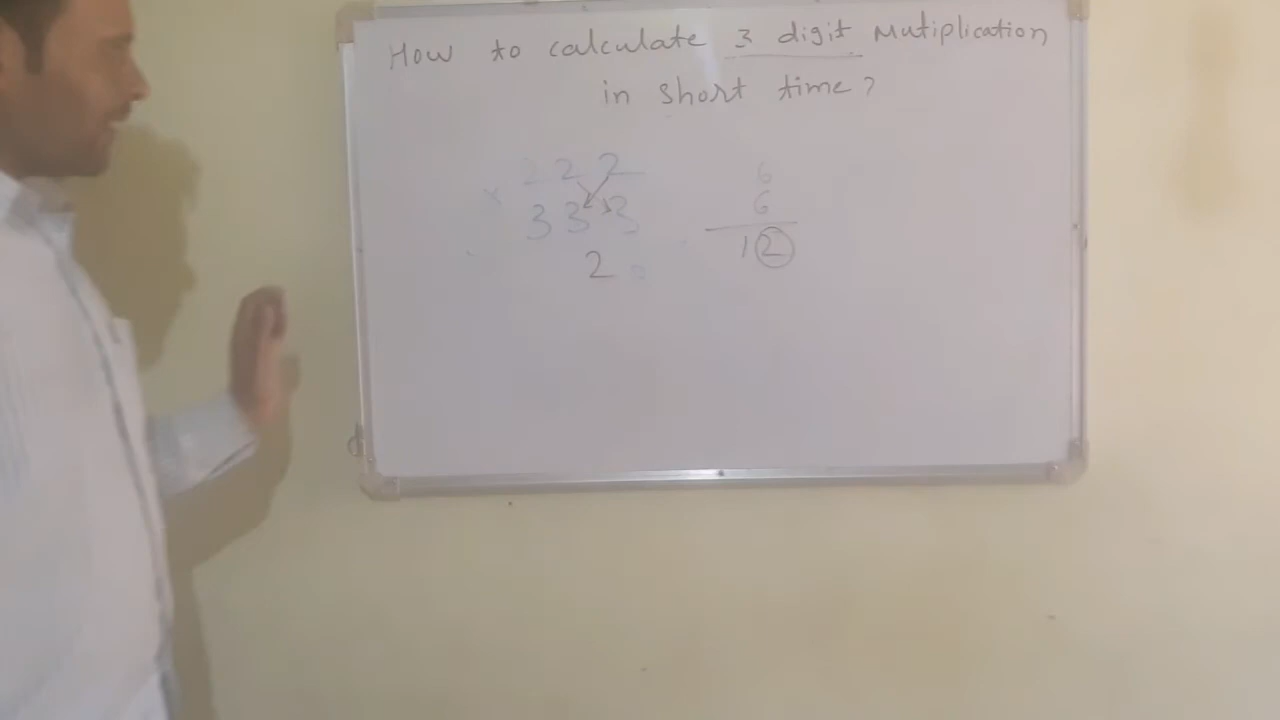 How to calculate 3 digit Mutiplication
in short time?
2 2 2
× 3 3 3
2
6
6
12